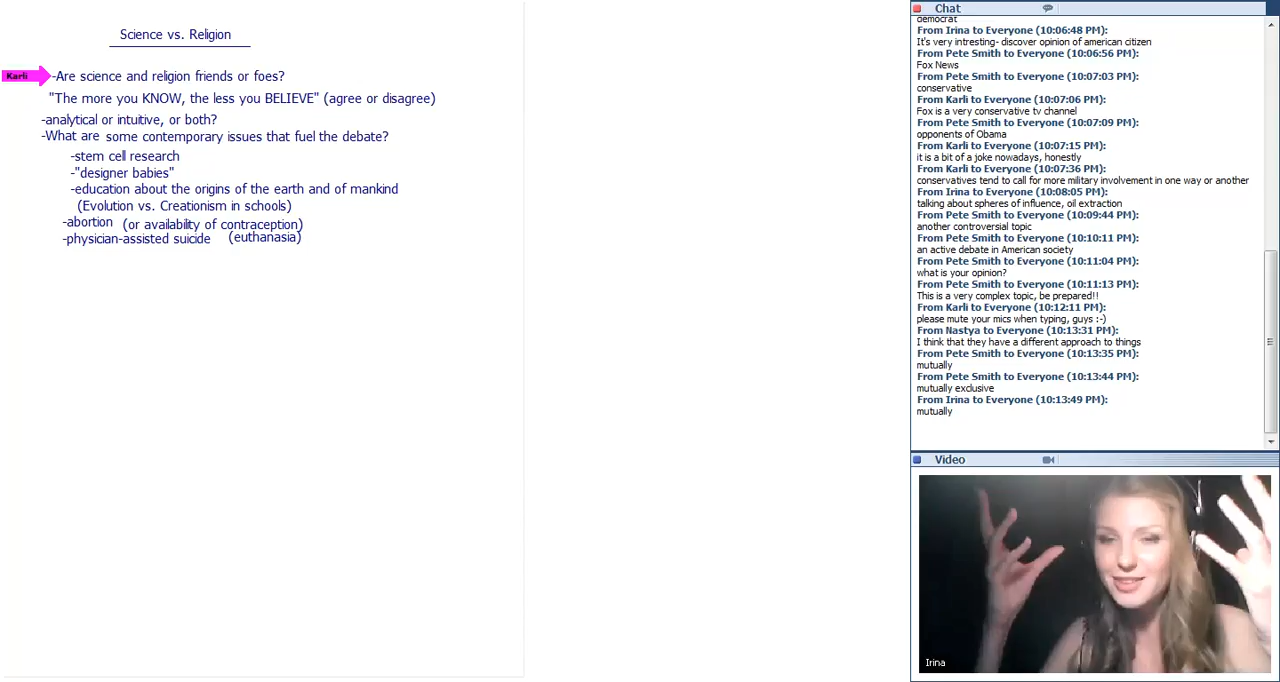 Science vs. Religion
Karli
-Are science and religion friends or foes?
"The more you KNOW, the less you BELIEVE" (agree or disagree)
-analytical or intuitive, or both?
-What are some contemporary issues that fuel the debate?
-stem cell research
-"designer babies"
-education about the origins of the earth and of mankind
(Evolution vs. Creationism in schools)
-abortion (or availability of contraception)
-physician-assisted suicide (euthanasia)
Chat
democrat
From Irina to Everyone (10:06:48 PM):
It's very intresting- discover opinion of american citizen
From Pete Smith to Everyone (10:06:56 PM):
Fox News
From Pete Smith to Everyone (10:07:03 PM):
conservative
From Karli to Everyone (10:07:06 PM):
Fox is a very conservative tv channel
From Pete Smith to Everyone (10:07:09 PM):
opponents of Obama
From Karli to Everyone (10:07:15 PM):
it is a bit of a joke nowadays, honestly
From Karli to Everyone (10:07:36 PM):
conservatives tend to call for more military involvement in one way or another
From Irina to Everyone (10:08:05 PM):
talking about spheres of influence, oil extraction
From Pete Smith to Everyone (10:09:44 PM):
another controversial topic
From Pete Smith to Everyone (10:10:11 PM):
an active debate in American society
From Pete Smith to Everyone (10:11:04 PM):
what is your opinion?
From Pete Smith to Everyone (10:11:13 PM):
This is a very complex topic, be prepared!!
From Karli to Everyone (10:12:11 PM):
please mute your mics when typing, guys :-)
From Nastya to Everyone (10:13:31 PM):
I think that they have a different approach to things
From Pete Smith to Everyone (10:13:35 PM):
mutually
From Pete Smith to Everyone (10:13:44 PM):
mutually exclusive
From Irina to Everyone (10:13:49 PM):
mutually
Video
Irina